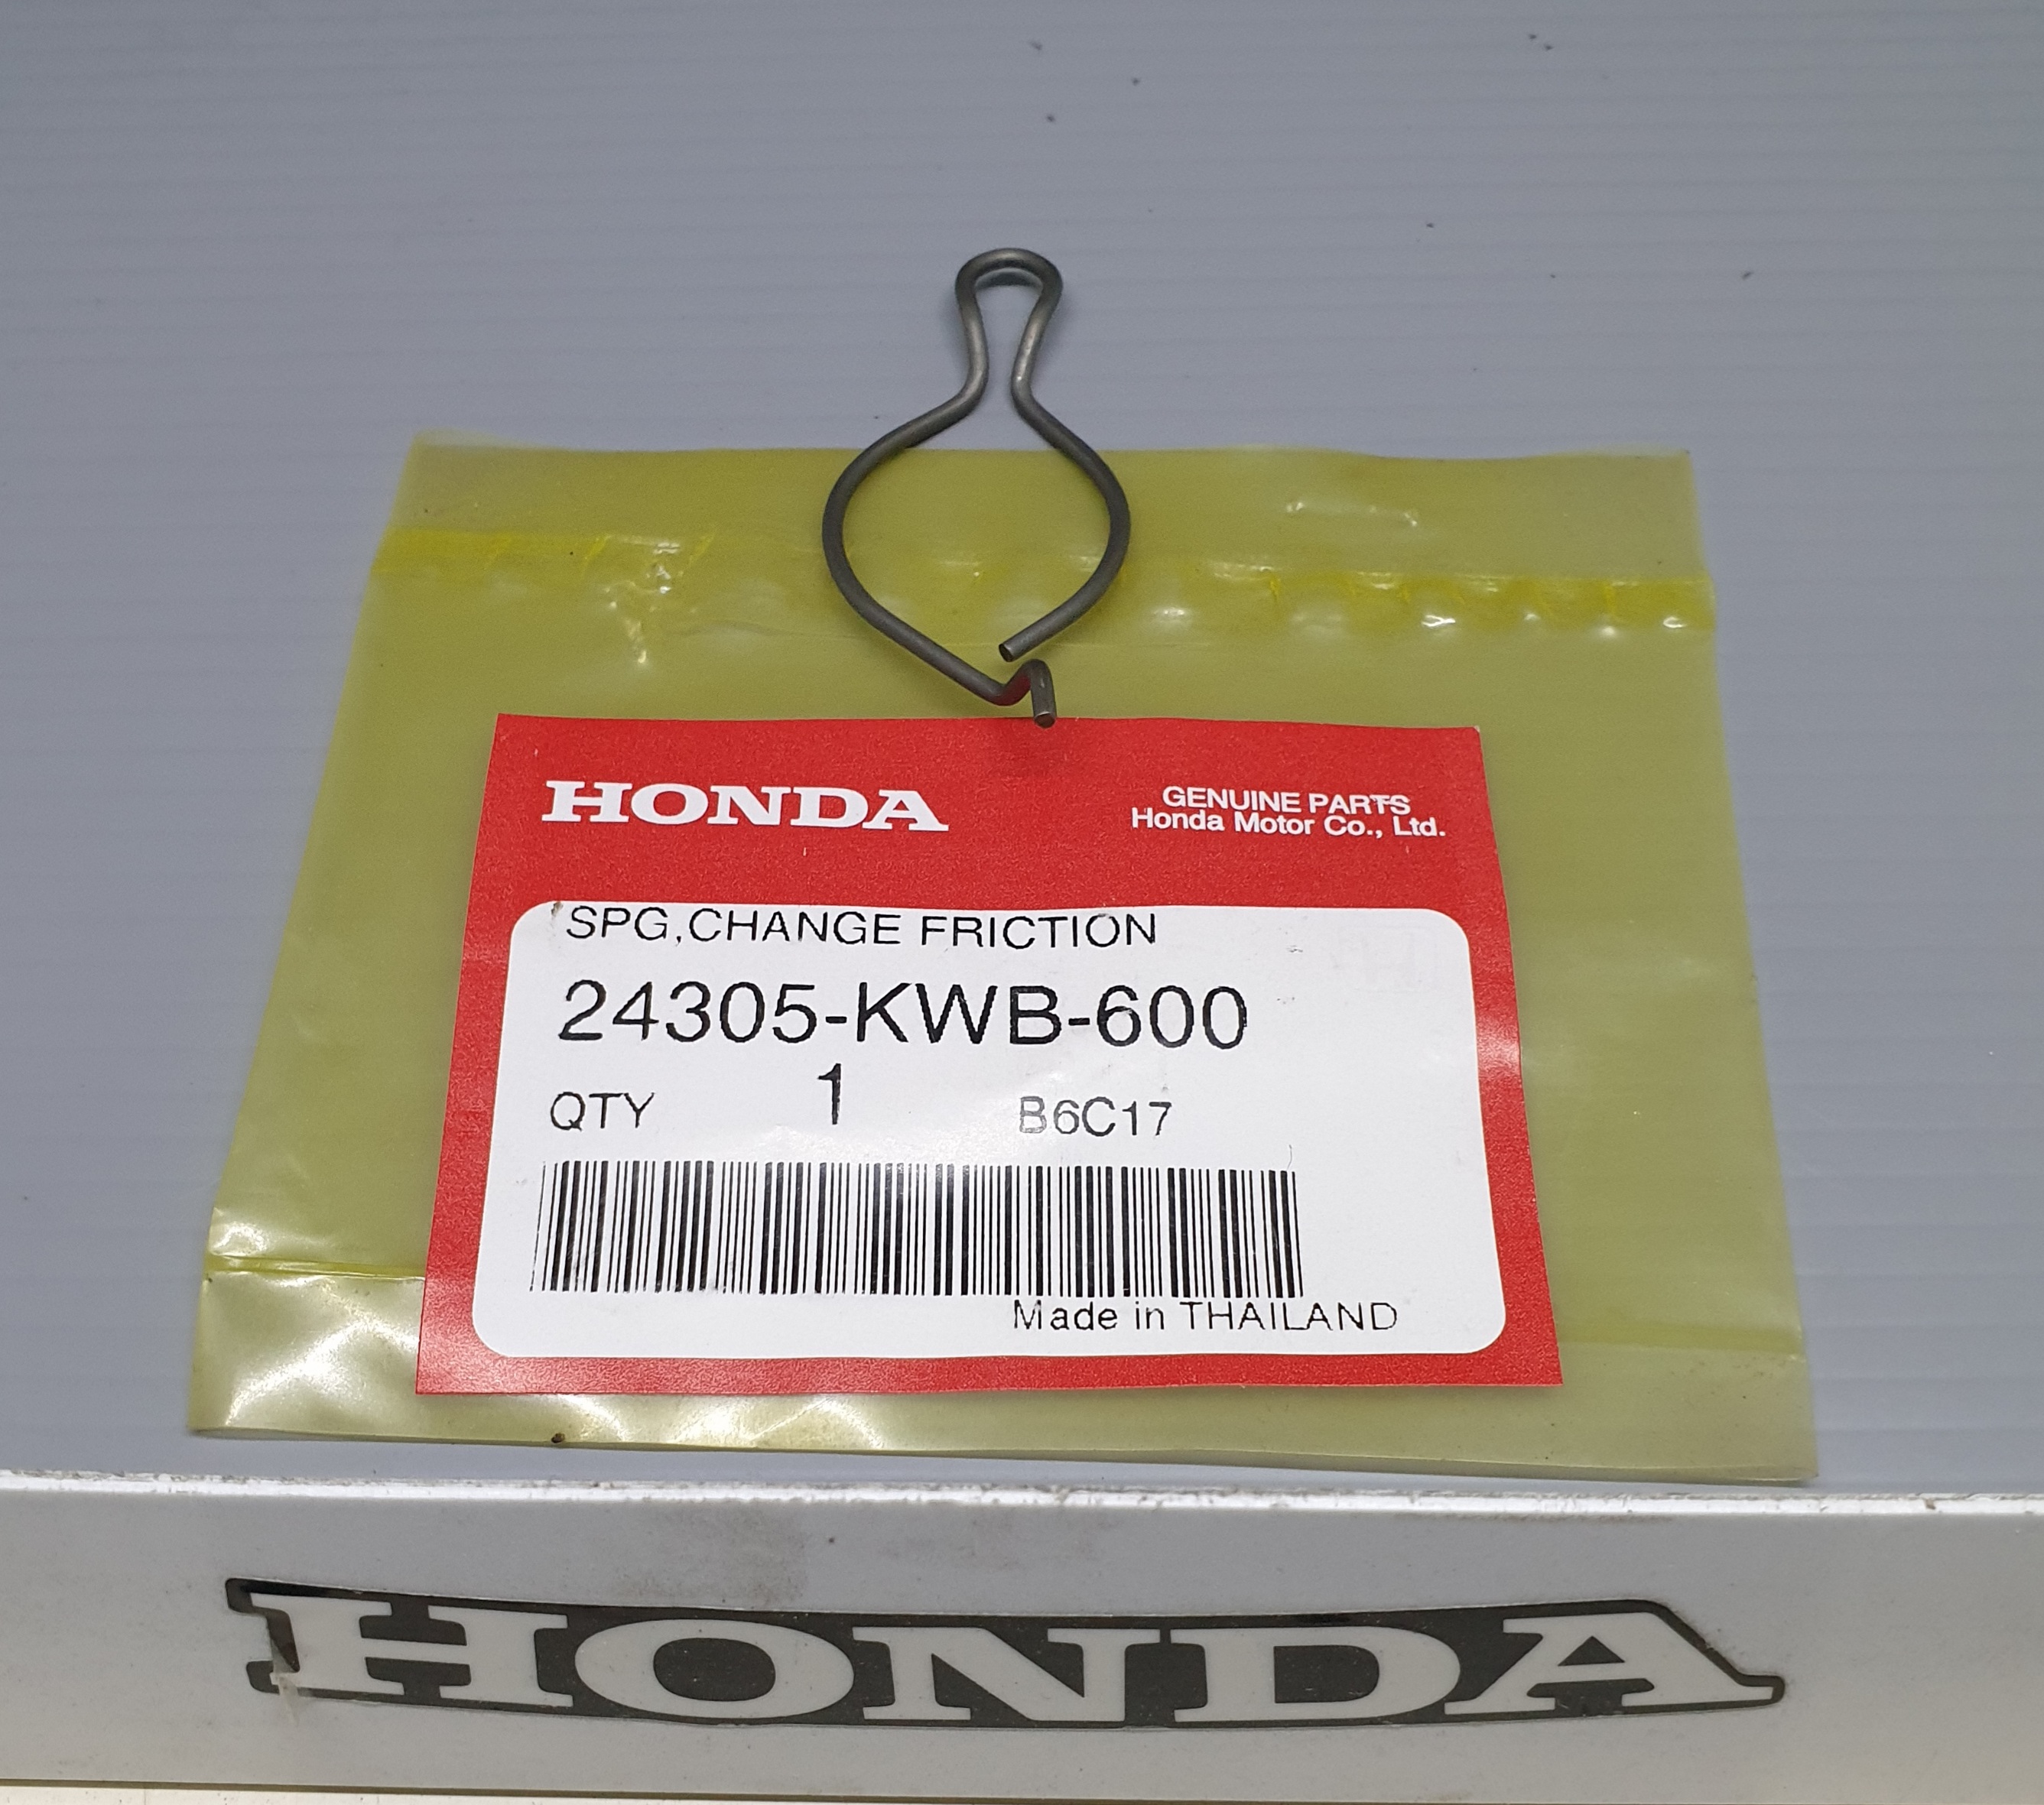 HONDA
GENUINE PARTS
Honda Motor Co., Ltd.
SPG,CHANGE FRICTION
24305-KWB-600
QTY 1 B6C17
Made in THAILAND
HONDA